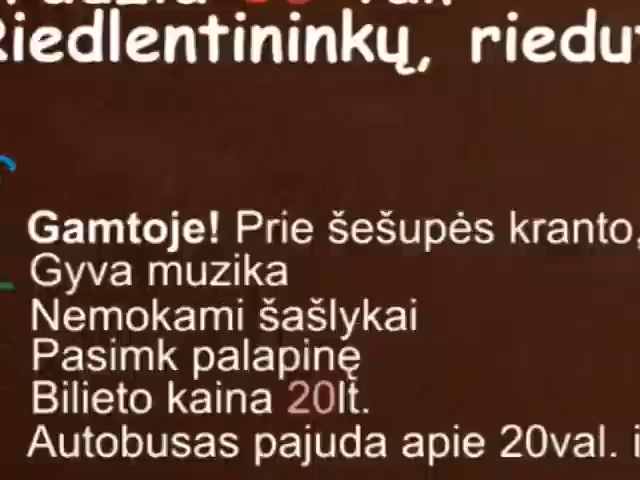 Riedlentininkų, riedu
Gamtoje! Prie šešupės kranto,
Gyva muzika
Nemokami šašlykai
Pasimk palapinę
Bilieto kaina 20lt.
Autobusas pajuda apie 20val. i